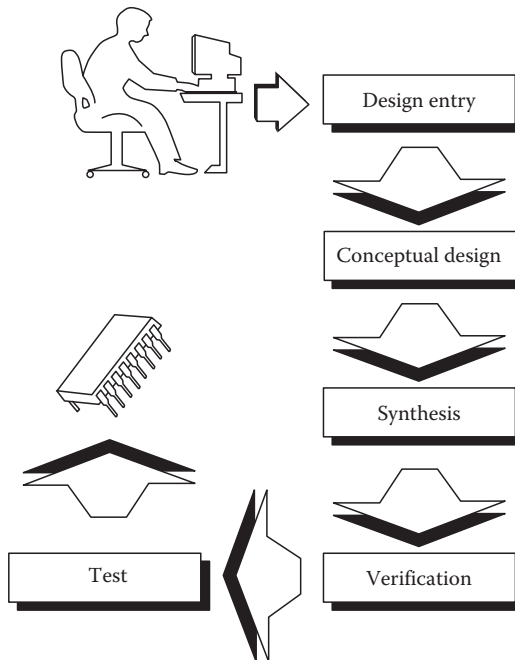 Design entry
Conceptual design
Synthesis
Verification
Test